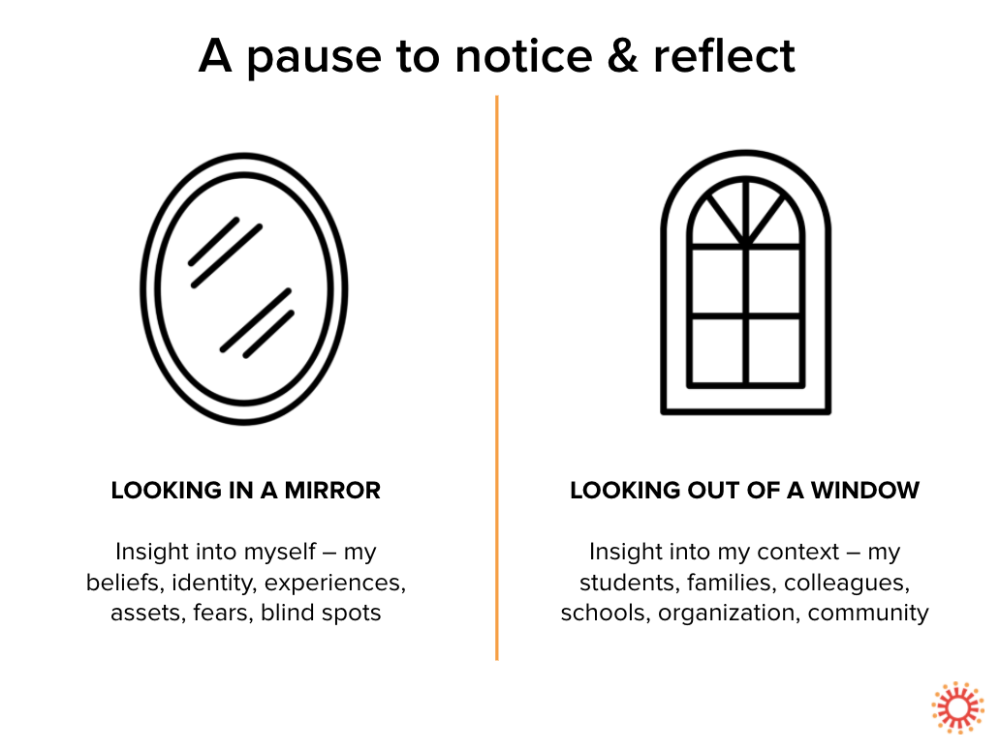 A pause to notice & reflect
LOOKING IN A MIRROR
Insight into myself – my
beliefs, identity, experiences,
assets, fears, blind spots
LOOKING OUT OF A WINDOW
Insight into my context – my
students, families, colleagues,
schools, organization, community